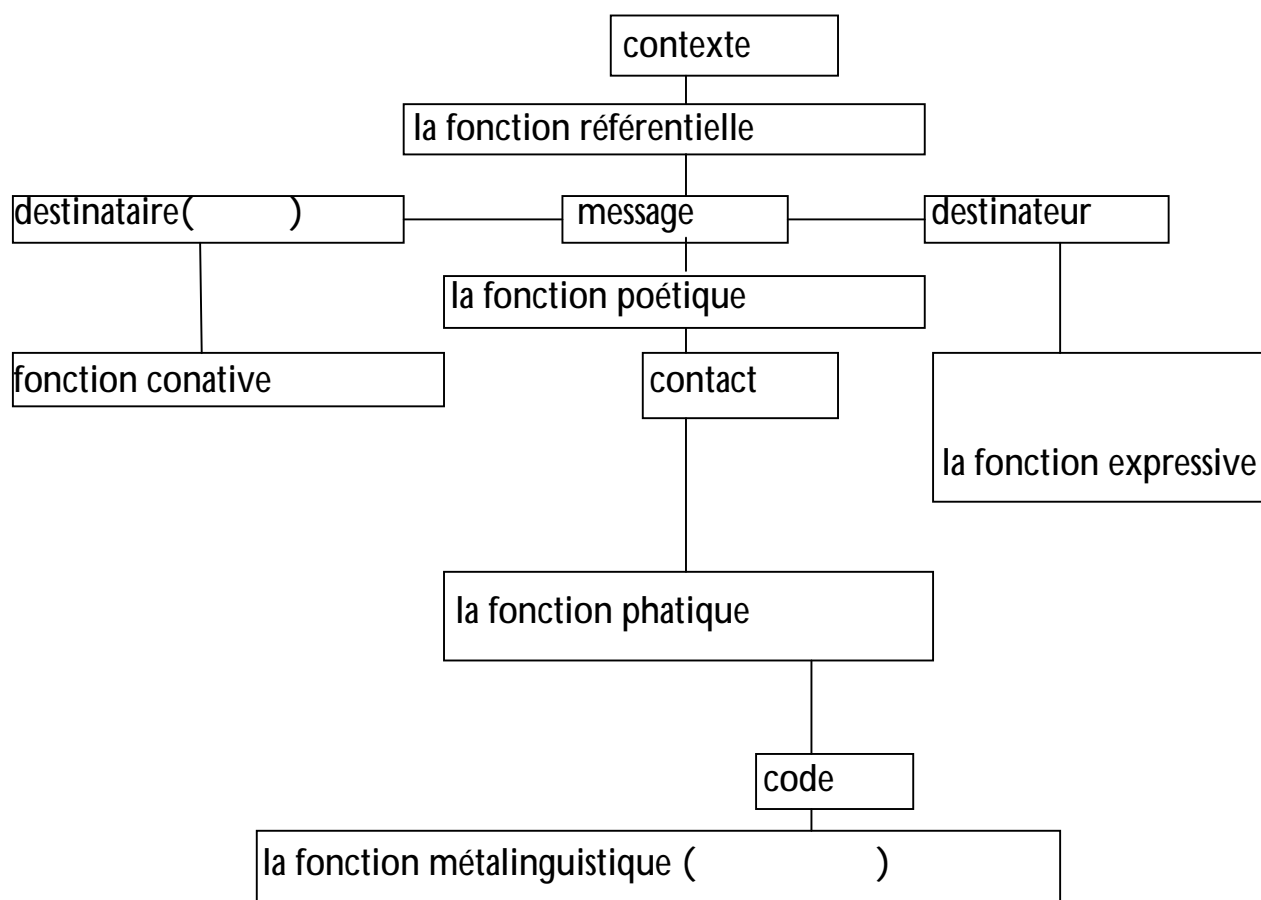 contexte
la fonction référentielle
destinataire( )
message
destinateur
la fonction poétique
fonction conative
contact
la fonction expressive
la fonction phatique
code
la fonction métalinguistique ( )